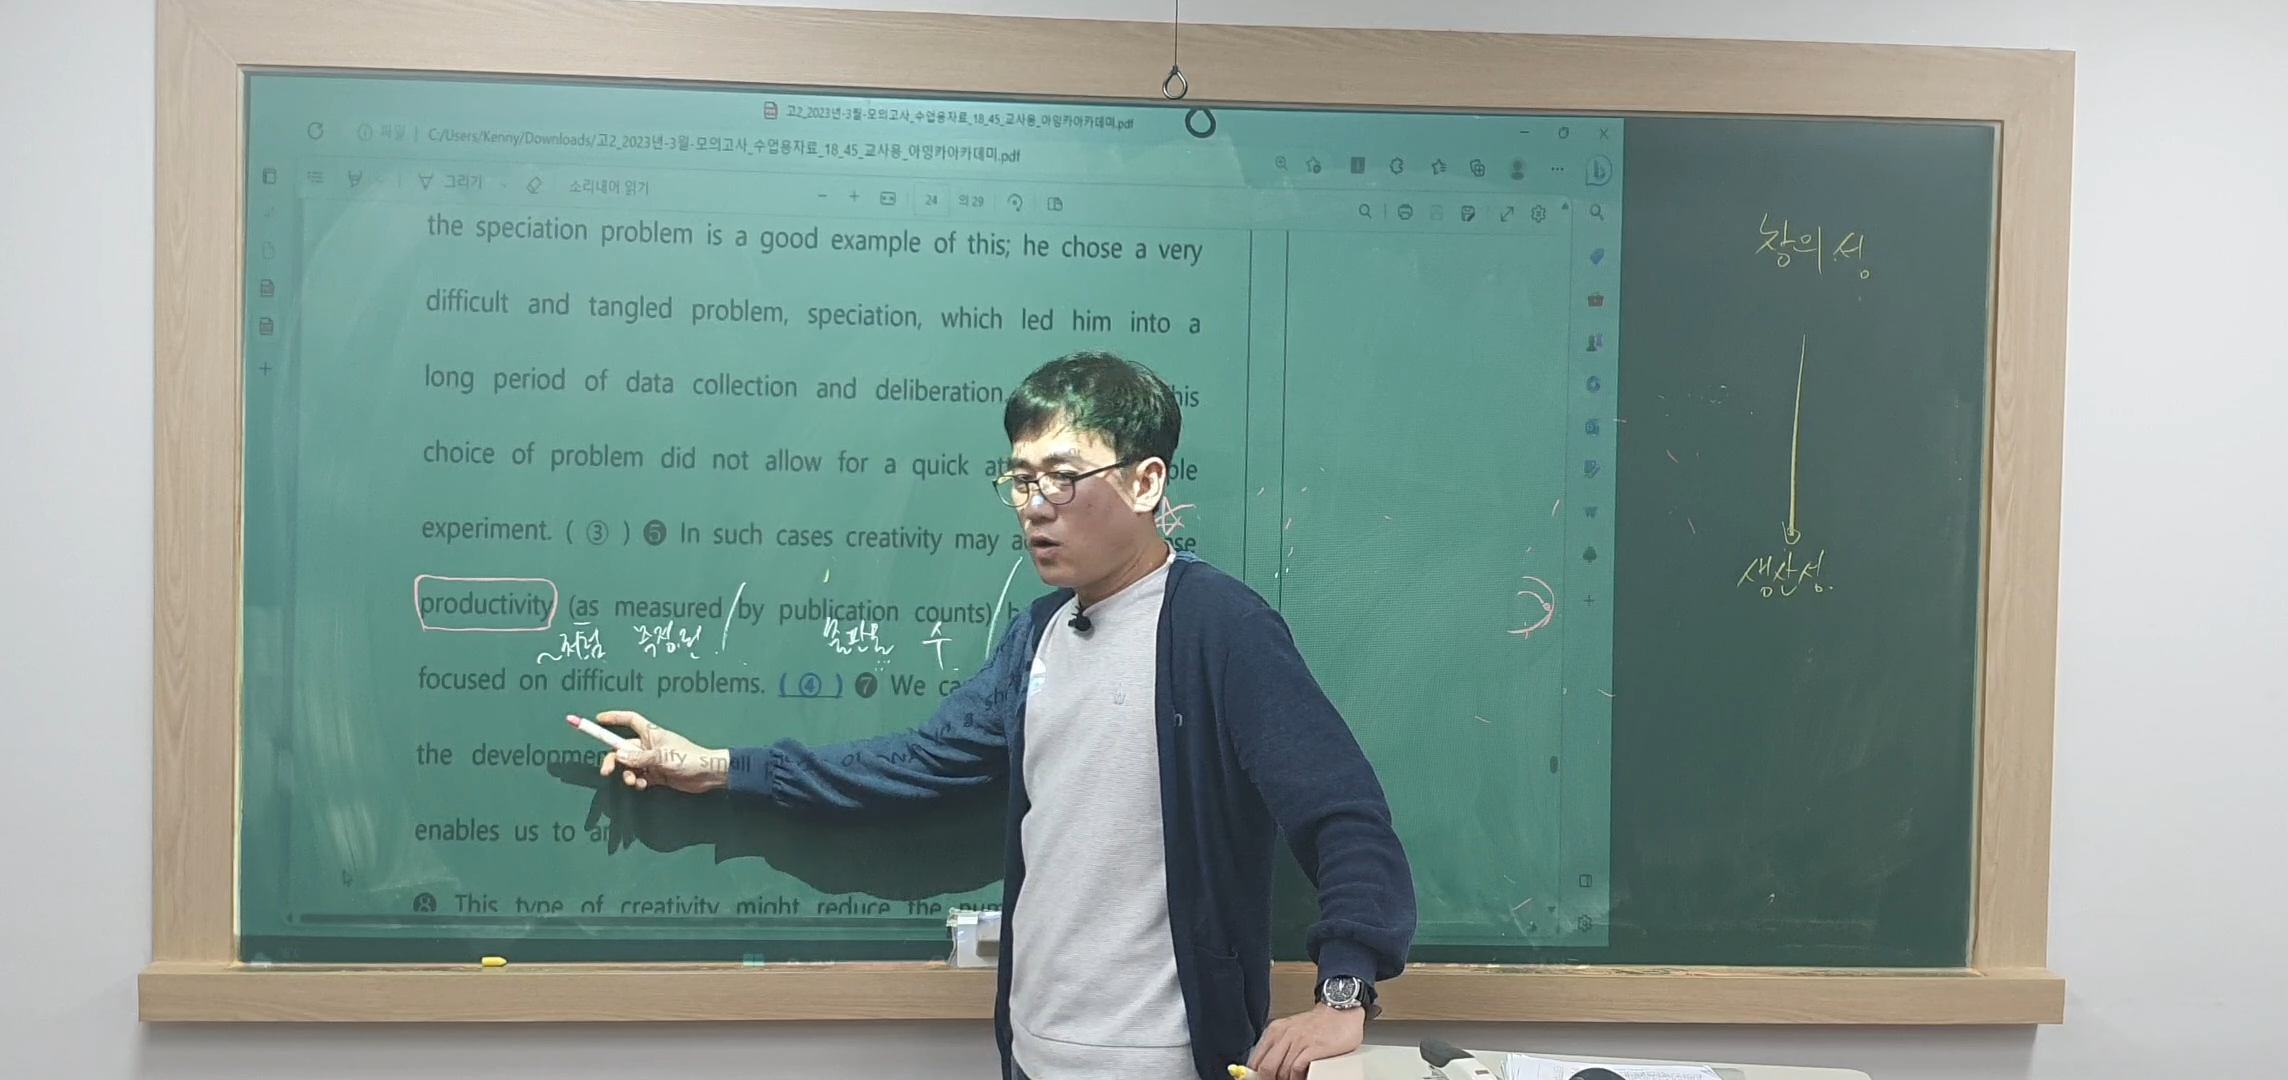 고2_2023년-3월-모의고사_수업용자료_18_45_교사용_아잉카아카데미.pdf
파일 | C:/Users/Kenny/Downloads/고2_2023년-3월-모의고사_수업용자료_18_45_교사용_아잉카아카데미.pdf
그리기 소리내어 읽기 24 의 29
the speciation problem is a good example of this; he chose a very
difficult and tangled problem, speciation, which led him into a
long period of data collection and deliberation. his
choice of problem did not allow for a quick
experiment. ( ③ ) ❺ In such cases creativity may
productivity (as measured by publication counts)
~처럼 측정된 출판물 수
focused on difficult problems. ( ④ ) ❼ We
the
enables us to
❽ This type of creativity might reduce the
창의성
생산성.